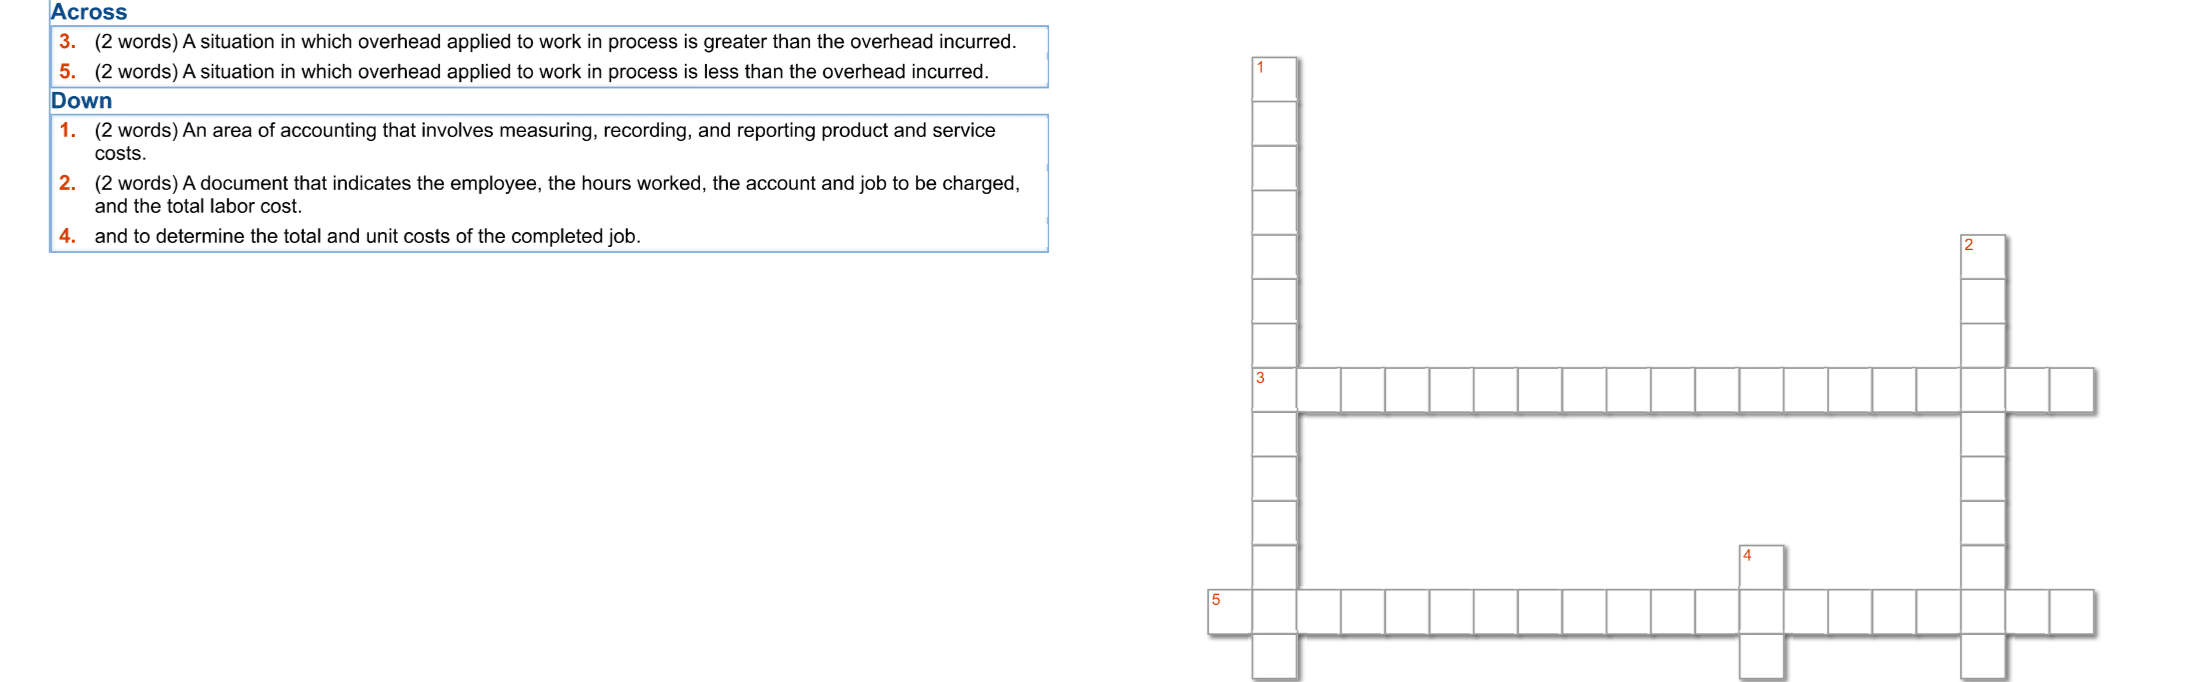 Across
3. (2 words) A situation in which overhead applied to work in process is greater than the overhead incurred.
5. (2 words) A situation in which overhead applied to work in process is less than the overhead incurred.
Down
1. (2 words) An area of accounting that involves measuring, recording, and reporting product and service
costs.
2. (2 words) A document that indicates the employee, the hours worked, the account and job to be charged,
and the total labor cost.
4. and to determine the total and unit costs of the completed job.
1
2
3
4
5